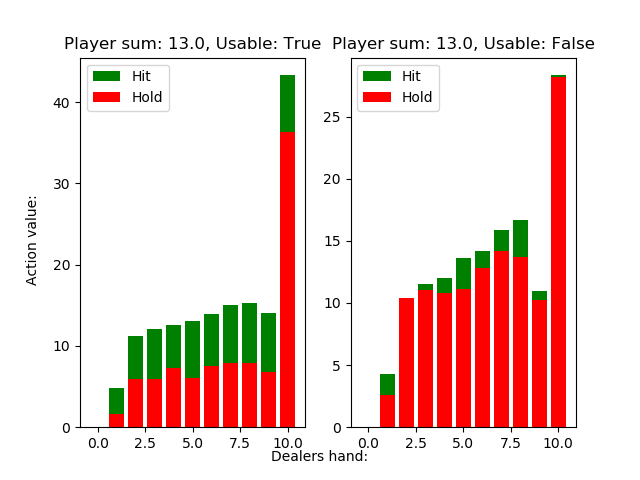 Player sum: 13.0, Usable: True
Player sum: 13.0, Usable: False
Hit
Hold
Hit
Hold
Action value:
40
30
20
10
0
25
20
15
10
5
0
0.0 2.5 5.0 7.5 10.0
0.0 2.5 5.0 7.5 10.0
Dealers hand: